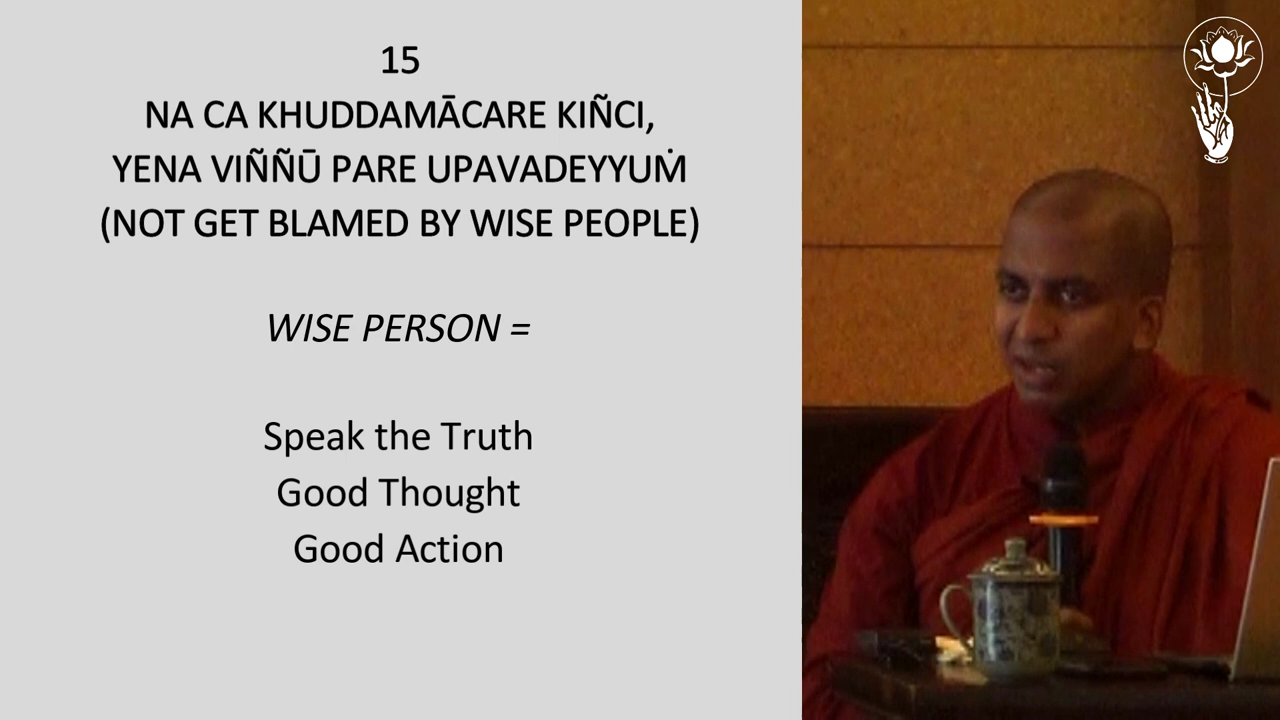 15
NA CA KHUDDAMĀCARE KIÑCI,
YENA VIÑÑŪ PARE UPAVADEYYUṀ
(NOT GET BLAMED BY WISE PEOPLE)
WISE PERSON =
Speak the Truth
Good Thought
Good Action